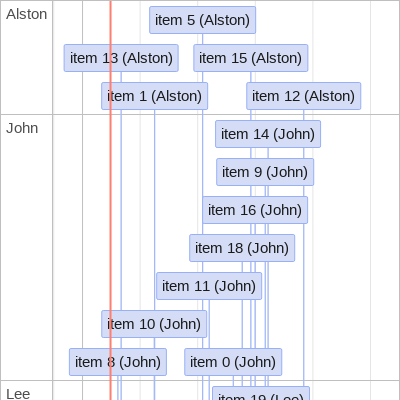 Alston
item 5 (Alston)
item 13 (Alston)
item 15 (Alston)
item 1 (Alston)
item 12 (Alston)
John
item 14 (John)
item 9 (John)
item 16 (John)
item 18 (John)
item 11 (John)
item 10 (John)
item 8 (John)
item 0 (John)
Lee
item 19 (Lee)